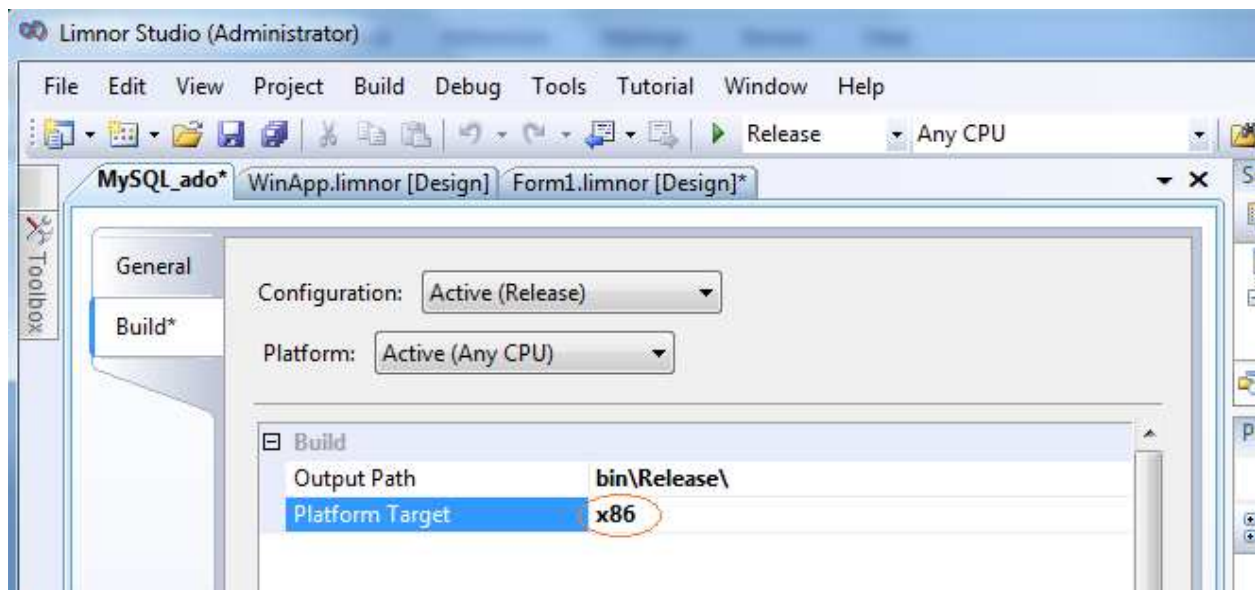 Limnor Studio (Administrator)
File Edit View Project Build Debug Tools Tutorial Window Help
Release Any CPU
MySQL_ado* WinApp.limnor [Design] Form1.limnor [Design]*
Toolbox
General
Build*
Configuration: Active (Release)
Platform: Active (Any CPU)
Build
Output Path bin\Release\
Platform Target x86
S
P